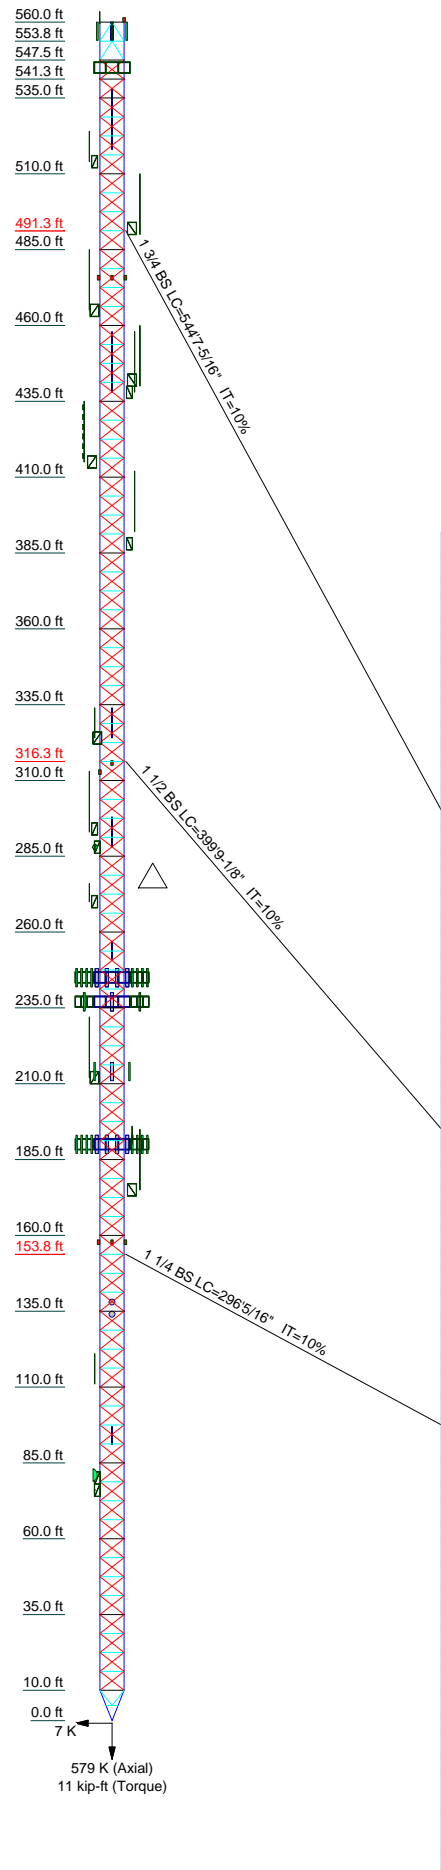 560.0 ft
553.8 ft
547.5 ft
541.3 ft
535.0 ft
510.0 ft
491.3 ft
485.0 ft
1 3/4 BS LC=544'7-5/16" IT=10%
460.0 ft
435.0 ft
410.0 ft
385.0 ft
360.0 ft
335.0 ft
316.3 ft
310.0 ft
1 1/2 BS LC=399'9-1/8" IT=10%
285.0 ft
260.0 ft
235.0 ft
210.0 ft
185.0 ft
160.0 ft
153.8 ft
1 1/4 BS LC=296'5/16" IT=10%
135.0 ft
110.0 ft
85.0 ft
60.0 ft
35.0 ft
10.0 ft
0.0 ft
7 K
579 K (Axial)
11 kip-ft (Torque)